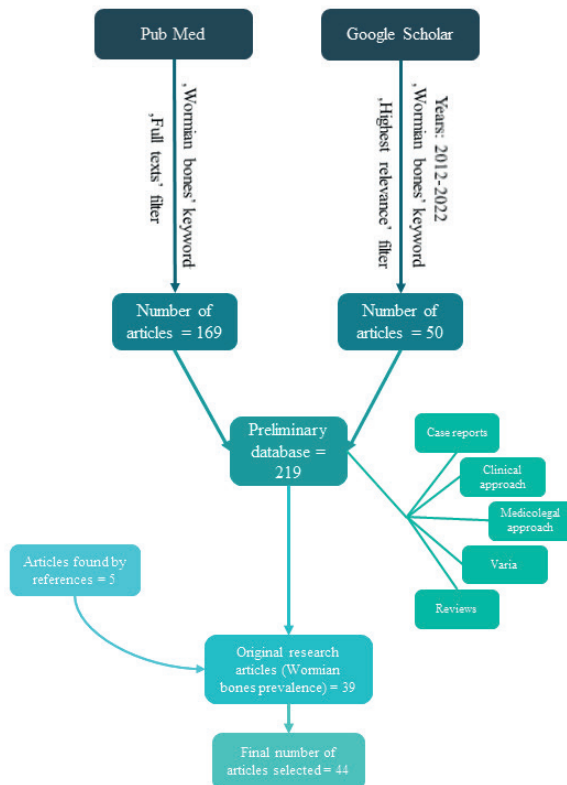 Pub Med
Google Scholar
‚Wormian bones’ keyword
‚Full texts’ filter
Years: 2012-2022
‚Wormian bones’ keyword
‚Highest relevance’ filter
Number of
articles = 169
Number of
articles = 50
Preliminary
database =
219
Case reports
Clinical
approach
Medicolegal
approach
Varia
Reviews
Articles found by
references = 5
Original research
articles (Wormian
bones prevalence) = 39
Final number of
articles selected = 44